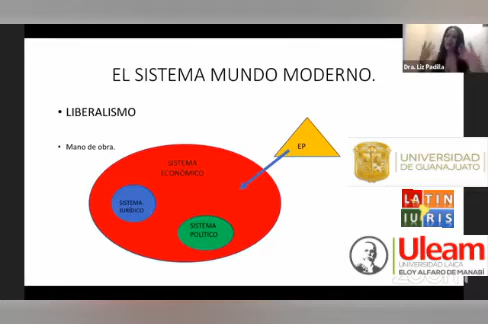 Dra. Liz Padilla
EL SISTEMA MUNDO MODERNO.
• LIBERALISMO
• Mano de obra.
EP
SISTEMA
ECONÓMICO
SISTEMA
JURÍDICO
SISTEMA
POLÍTICO
UNIVERSIDAD
DE GUANAJUATO
LATIN
IURIS
Uleam
UNIVERSIDAD LAICA
ELOY ALFARO DE MANABÍ
zoom